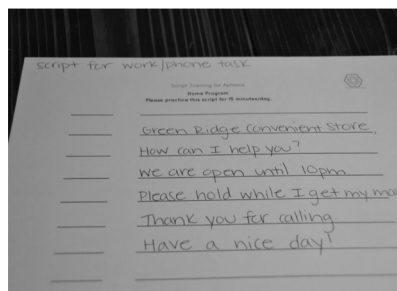 script for work/phone task
Script Training for Aphasia
Home Program
Please practice this script for 15 minutes/day.
Green Ridge Convenient Store,
How can I help you?
We are open until 10pm
Please hold while I get my
Thank you for calling
Have a nice day!